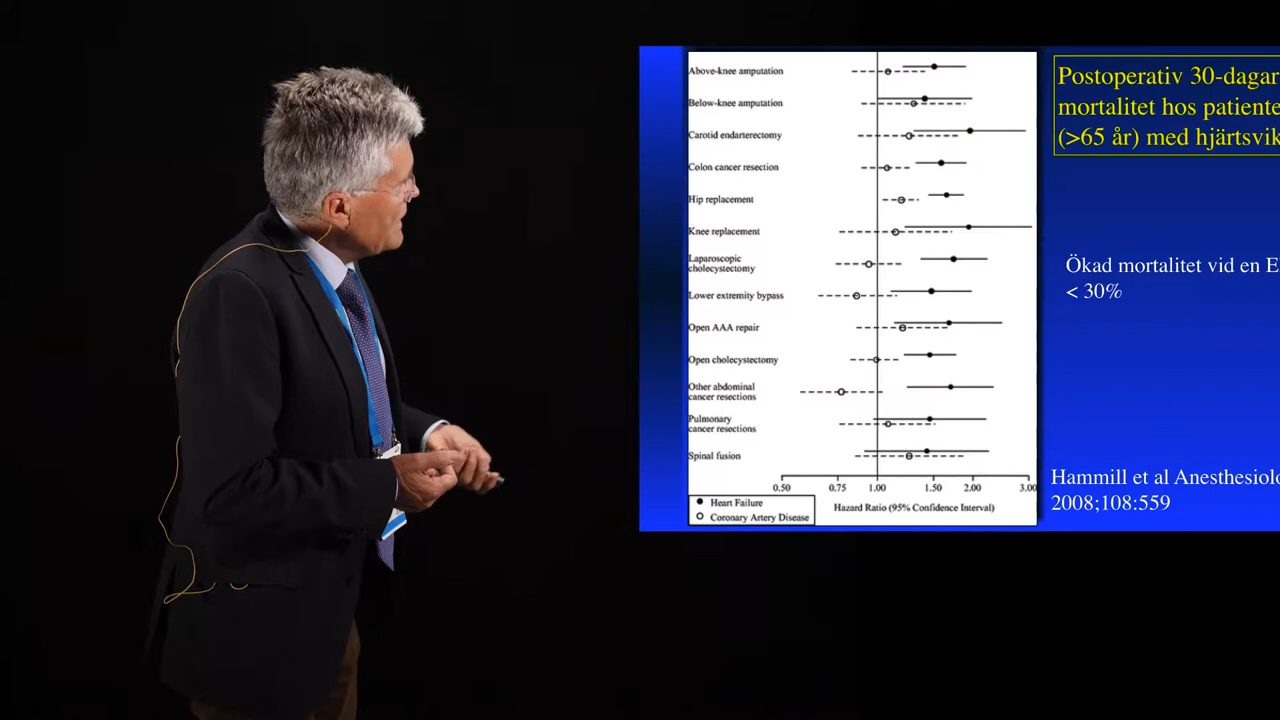 Above-knee amputation
Below-knee amputation
Carotid endarterectomy
Colon cancer resection
Hip replacement
Knee replacement
Laparoscopic
cholecystectomy
Lower extremity bypass
Open AAA repair
Open cholecystectomy
Other abdominal
cancer resections
Pulmonary
cancer resections
Spinal fusion
0.50 0.75 1.00 1.50 2.00 3.00
Hazard Ratio (95% Confidence Interval)
Heart Failure
Coronary Artery Disease
Postoperativ 30-dagar
mortalitet hos patiente
(>65 år) med hjärtsvik
Ökad mortalitet vid en E
< 30%
Hammill et al Anesthesiolo
2008;108:559